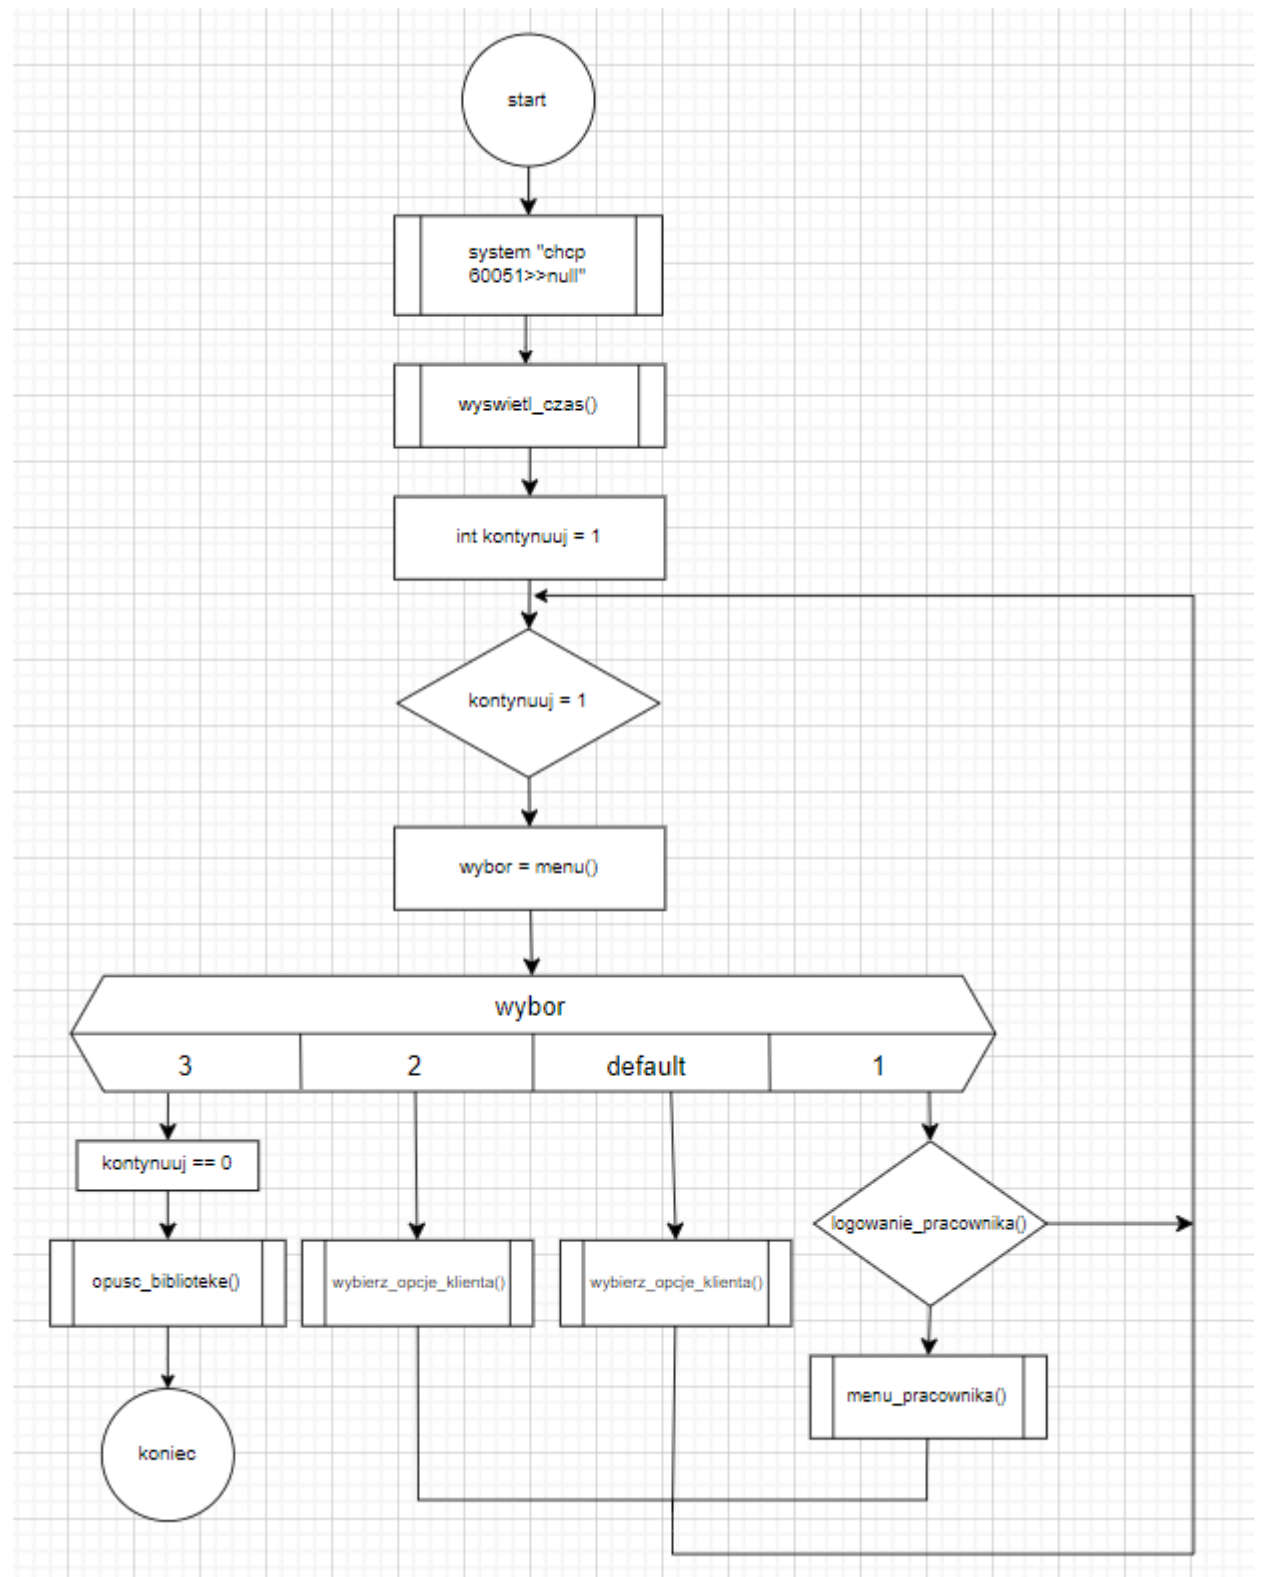 start
system "chcp
60051>>null"
wyswietl_czas()
int kontynuuj = 1
kontynuuj = 1
wybor = menu()
wybor
3
2
default
1
kontynuuj == 0
logowanie_pracownika()
opusc_biblioteke()
wybierz_opcje_klienta()
wybierz_opcje_klienta()
menu_pracownika()
koniec